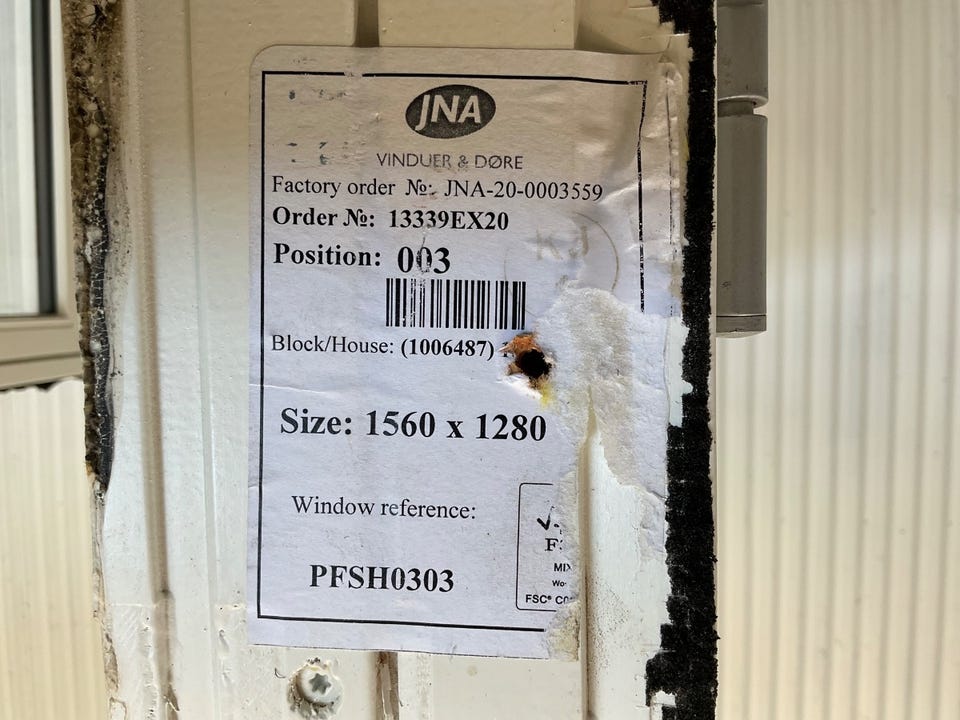 JNA
VINDUER & DØRE
Factory order №: JNA-20-0003559
Order №: 13339EX20
Position: 003
Block/House: (1006487)
Size: 1560 x 1280
Window reference:
PFSH0303
FSC®